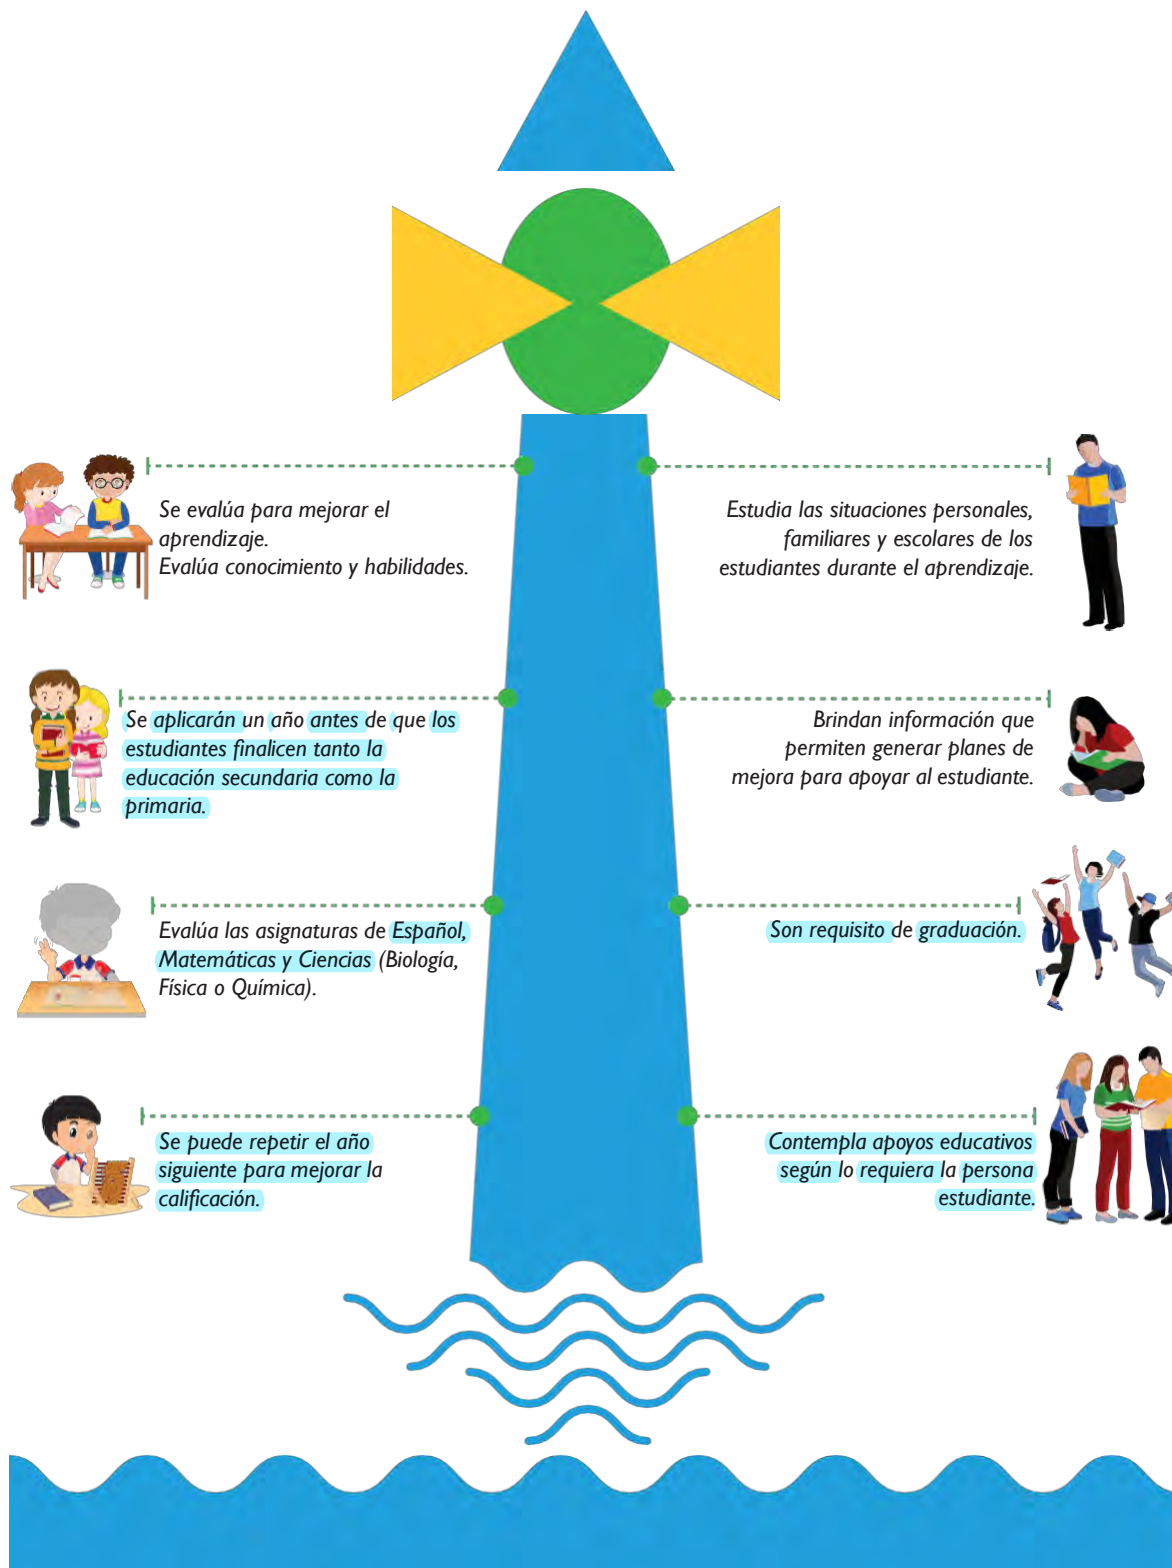 Se evalúa para mejorar el
aprendizaje.
Evalúa conocimiento y habilidades.
Estudia las situaciones personales,
familiares y escolares de los
estudiantes durante el aprendizaje.
Se aplicarán un año antes de que los
estudiantes finalicen tanto la
educación secundaria como la
primaria.
Brindan información que
permiten generar planes de
mejora para apoyar al estudiante.
Evalúa las asignaturas de Español,
Matemáticas y Ciencias (Biología,
Física o Química).
Son requisito de graduación.
Se puede repetir el año
siguiente para mejorar la
calificación.
Contempla apoyos educativos
según lo requiera la persona
estudiante.